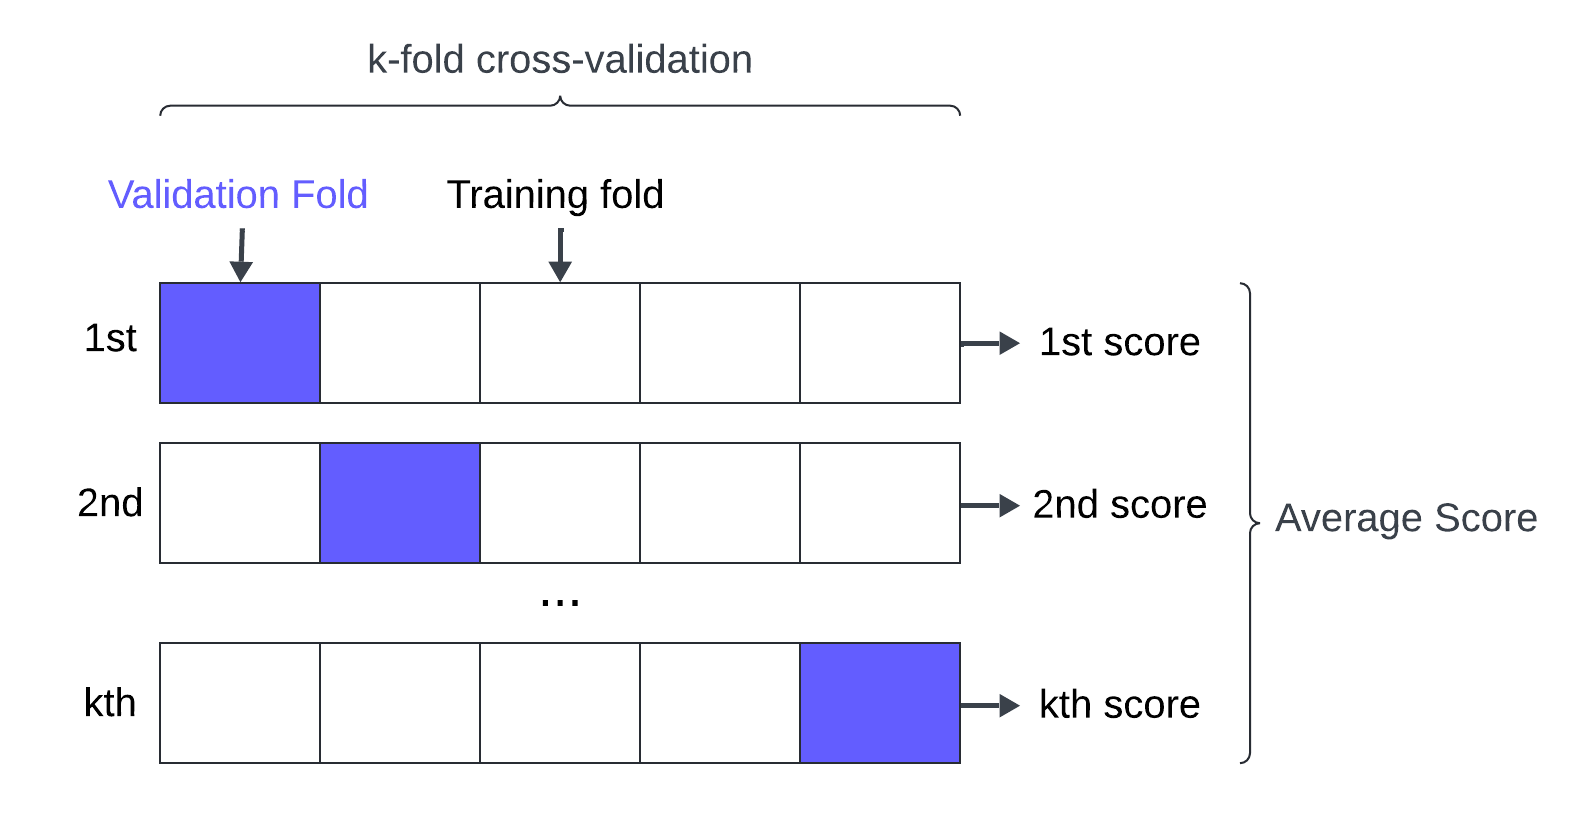 k-fold cross-validation
Validation Fold
Training fold
1st
1st score
2nd
2nd score
Average Score
...
kth
kth score